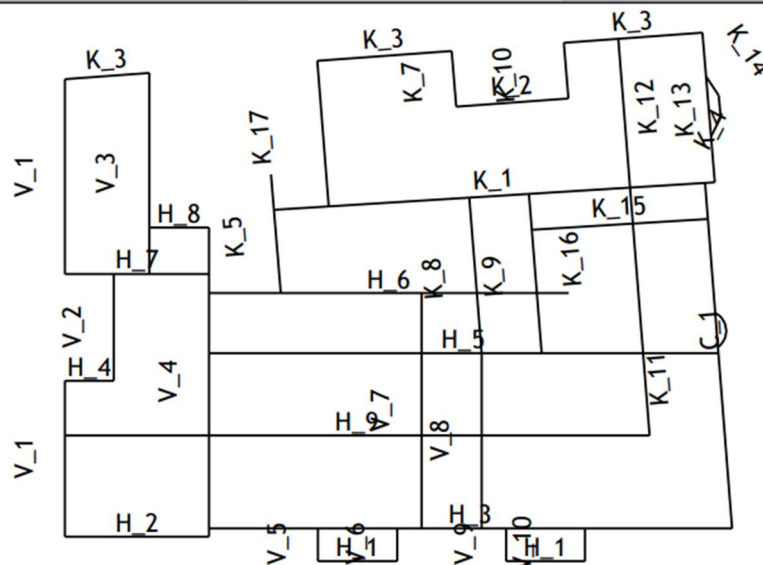 K_3
K_14
K_3
K_3
K_7
K_10
K_2
K_12
K_13
K_17
V_1
V_3
K_1
H_8
K_15
K_5
H_7
K_8
K_9
K_16
H_6
V_2
C_1
H_5
H_4
V_4
K_11
V_7
H_9
V_8
V_1
H_3
H_2
V_5
V_6
V_9
V_10
H_1
H_1